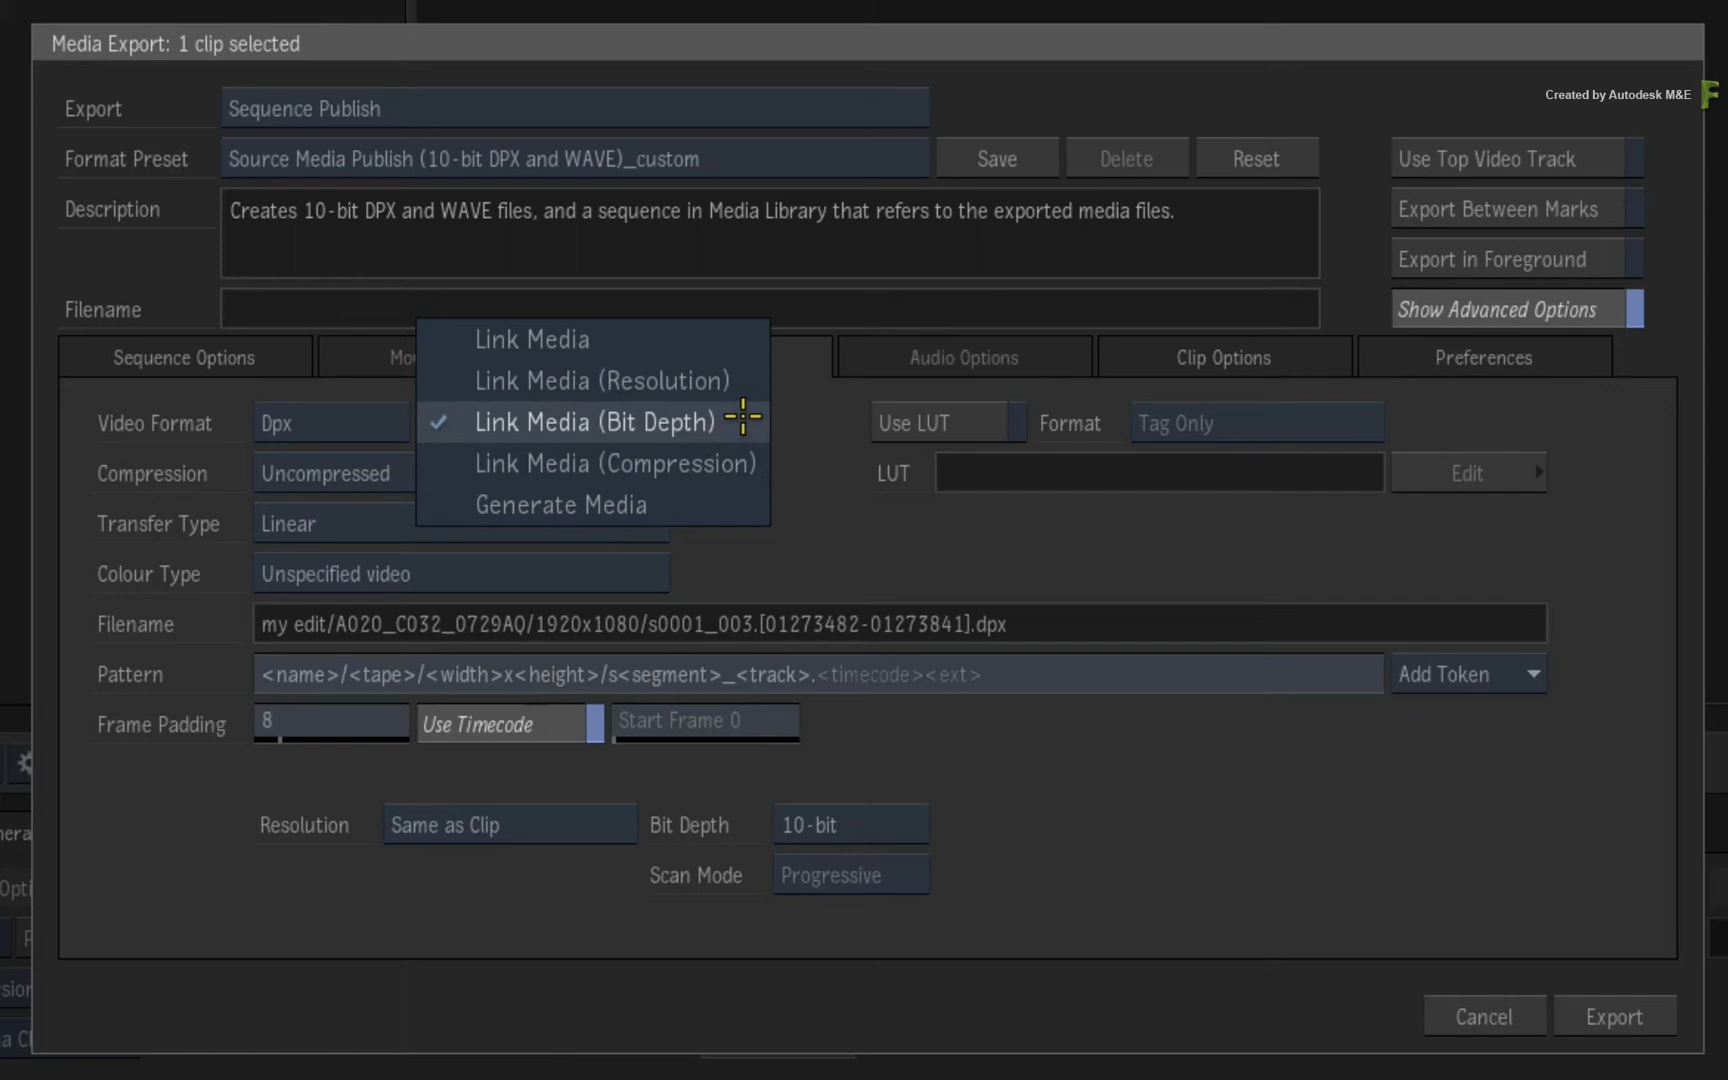 Media Export: 1 clip selected
Created by Autodesk M&E
Export
Sequence Publish
Format Preset
Source Media Publish (10-bit DPX and WAVE)_custom
Save
Delete
Reset
Use Top Video Track
Description
Creates 10-bit DPX and WAVE files, and a sequence in Media Library that refers to the exported media files.
Export Between Marks
Export in Foreground
Filename
Show Advanced Options
Sequence Options
Audio Options
Clip Options
Preferences
Link Media
Link Media (Resolution)
Link Media (Bit Depth)
Link Media (Compression)
Generate Media
Video Format
Dpx
Use LUT
Format
Tag Only
Compression
Uncompressed
LUT
Edit
Transfer Type
Linear
Colour Type
Unspecified video
Filename
my edit/A020_C032_0729AQ/1920x1080/s0001_003.[01273482-01273841].dpx
Pattern
<name>/<tape>/<width>x<height>/s<segment>_<track>.<timecode><ext>
Add Token
Frame Padding
8
Use Timecode
Start Frame 0
Resolution
Same as Clip
Bit Depth
10-bit
Scan Mode
Progressive
Cancel
Export